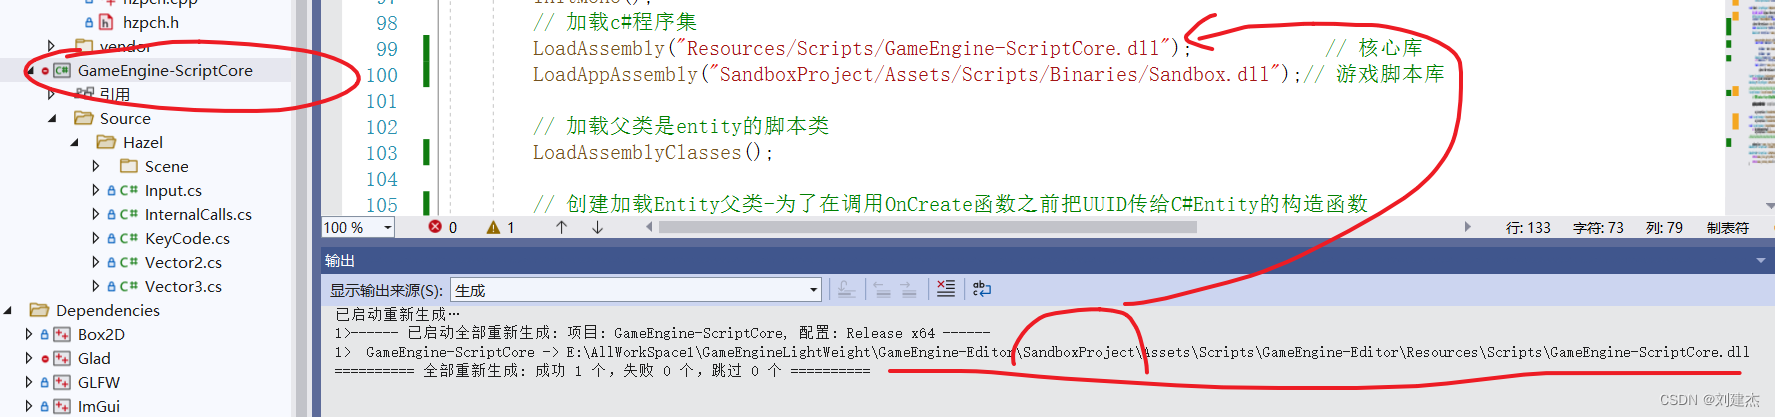 hzpch.cpp
hzpch.h
vendor
GameEngine-ScriptCore
引用
Source
Hazel
Scene
Input.cs
InternalCalls.cs
KeyCode.cs
Vector2.cs
Vector3.cs
Dependencies
Box2D
Glad
GLFW
ImGui
97 InitMono();
98 // 加载c#程序集
99 LoadAssembly("Resources/Scripts/GameEngine-ScriptCore.dll"); // 核心库
100 LoadAppAssembly("SandboxProject/Assets/Scripts/Binaries/Sandbox.dll");// 游戏脚本库
101
102 // 加载父类是entity的脚本类
103 LoadAssemblyClasses();
104
105 // 创建加载Entity父类-为了在调用OnCreate函数之前把UUID传给C#Entity的构造函数
100 % 0 1 行: 133 字符: 73 列: 79 制表符
输出
显示输出来源(S): 生成
已启动重新生成…
1>------ 已启动全部重新生成: 项目: GameEngine-ScriptCore, 配置: Release x64 ------
1> GameEngine-ScriptCore -> E:\AllWorkSpace1\GameEngineLightWeight\GameEngine-Editor\SandboxProject\Assets\Scripts\GameEngine-Editor\Resources\Scripts\GameEngine-ScriptCore.dll
========== 全部重新生成: 成功 1 个，失败 0 个，跳过 0 个 ==========
CSDN @刘建杰